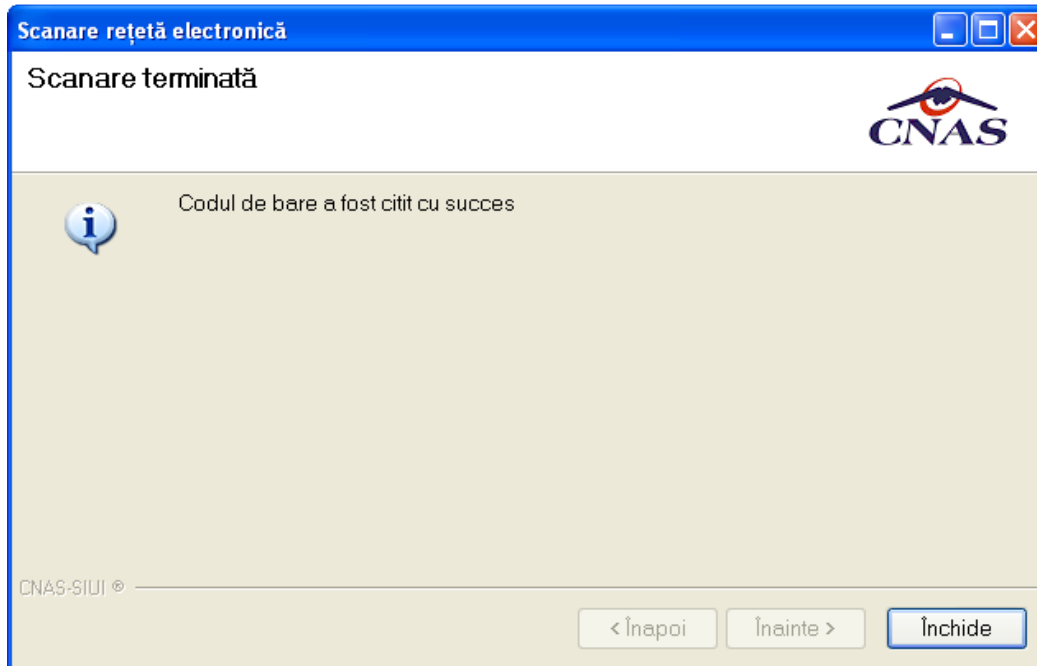 Scanare rețetă electronică
Scanare terminată
CNAS
Codul de bare a fost citit cu succes
CNAS-SIUI ®
< Înapoi
Înainte >
Închide